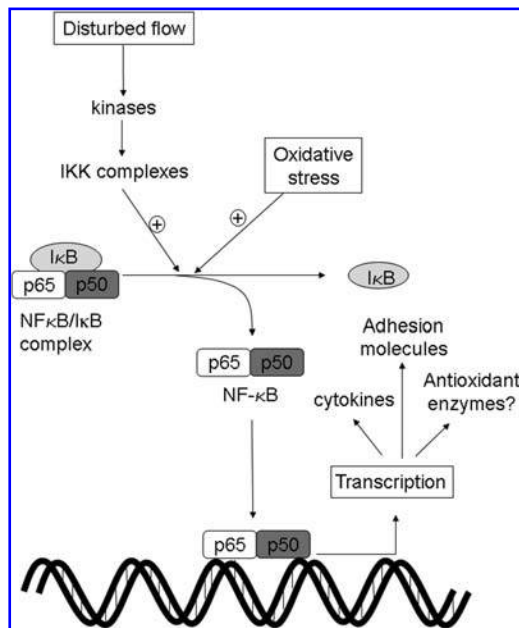 Disturbed flow
kinases
IKK complexes
Oxidative
stress
+
+
IκB
p65 p50
NFκB/IκB
complex
IκB
p65 p50
NF-κB
Adhesion
molecules
cytokines
Antioxidant
enzymes?
Transcription
p65 p50